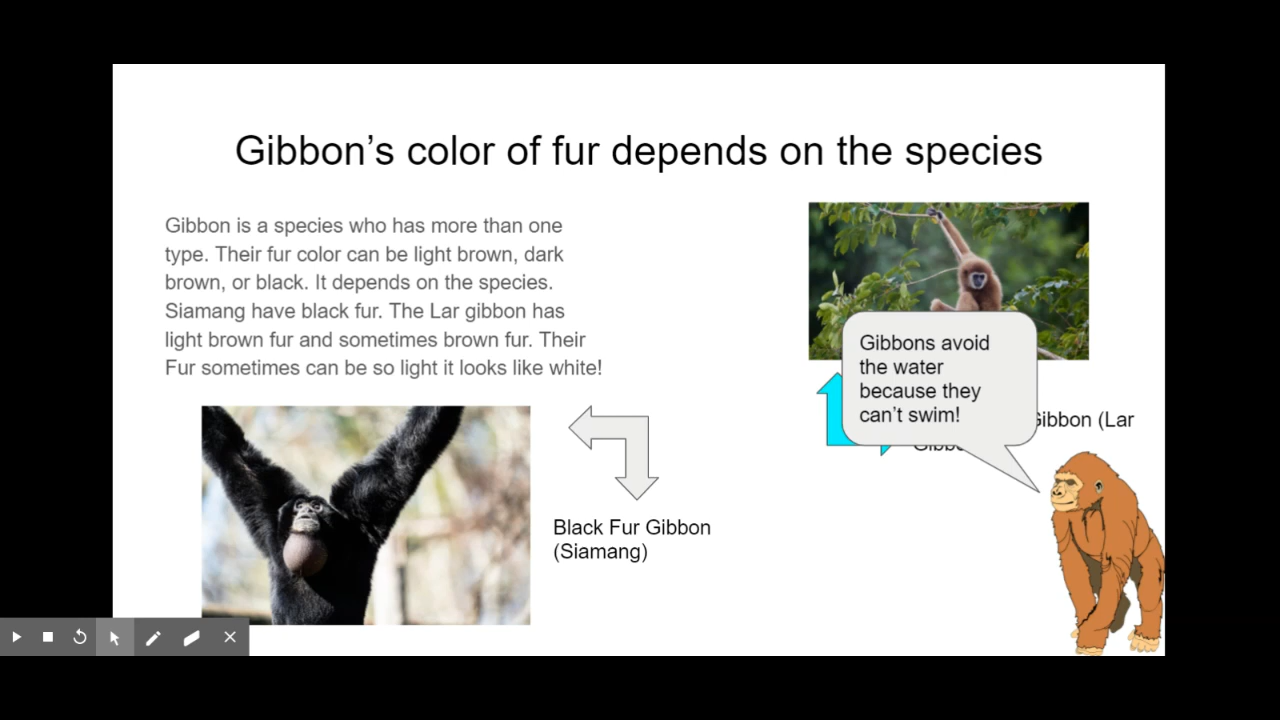 Gibbon’s color of fur depends on the species
Gibbon is a species who has more than one
type. Their fur color can be light brown, dark
brown, or black. It depends on the species.
Siamang have black fur. The Lar gibbon has
light brown fur and sometimes brown fur. Their
Fur sometimes can be so light it looks like white!
Gibbons avoid
the water
because they
can’t swim!
Gibbon (Lar
Black Fur Gibbon
(Siamang)